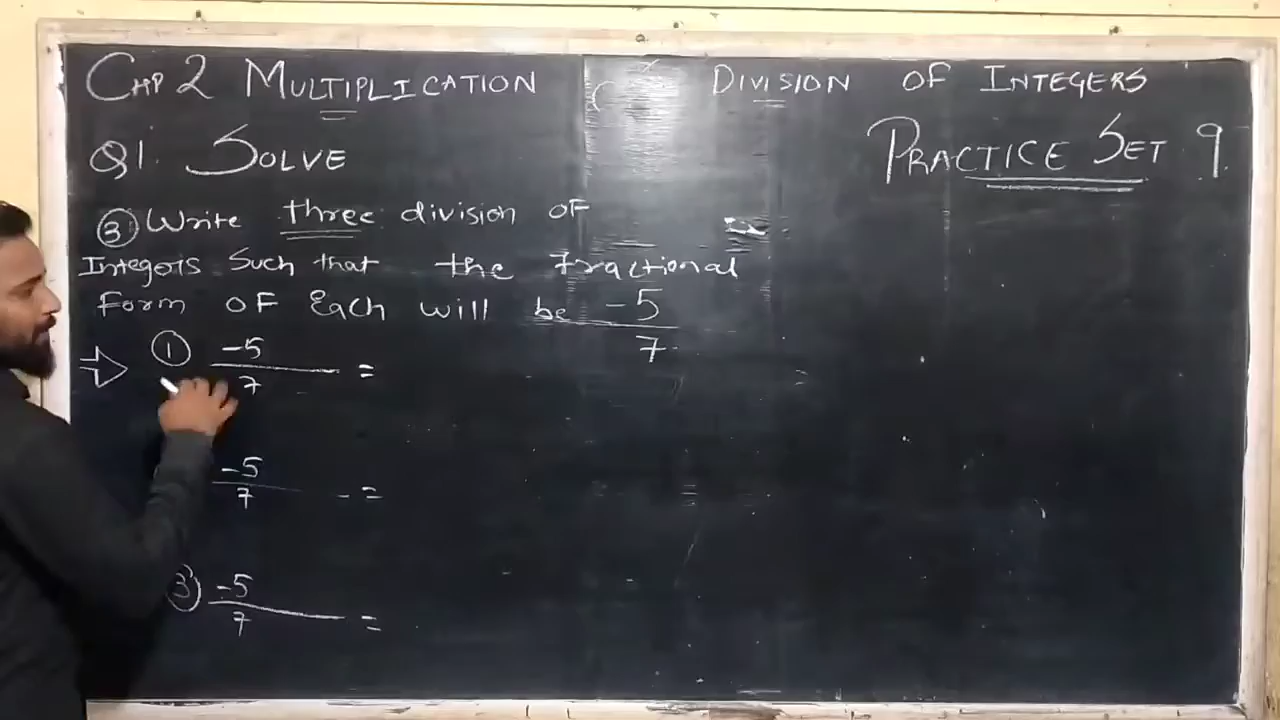 CHP 2 MULTIPLICATION DIVISION OF INTEGERS
Q1. SOLVE PRACTICE SET 9
③ Write three division of
Integers Such that the fractional
form of Each will be -5/7
① -5/7 =
-5/7 =
③ -5/7 =